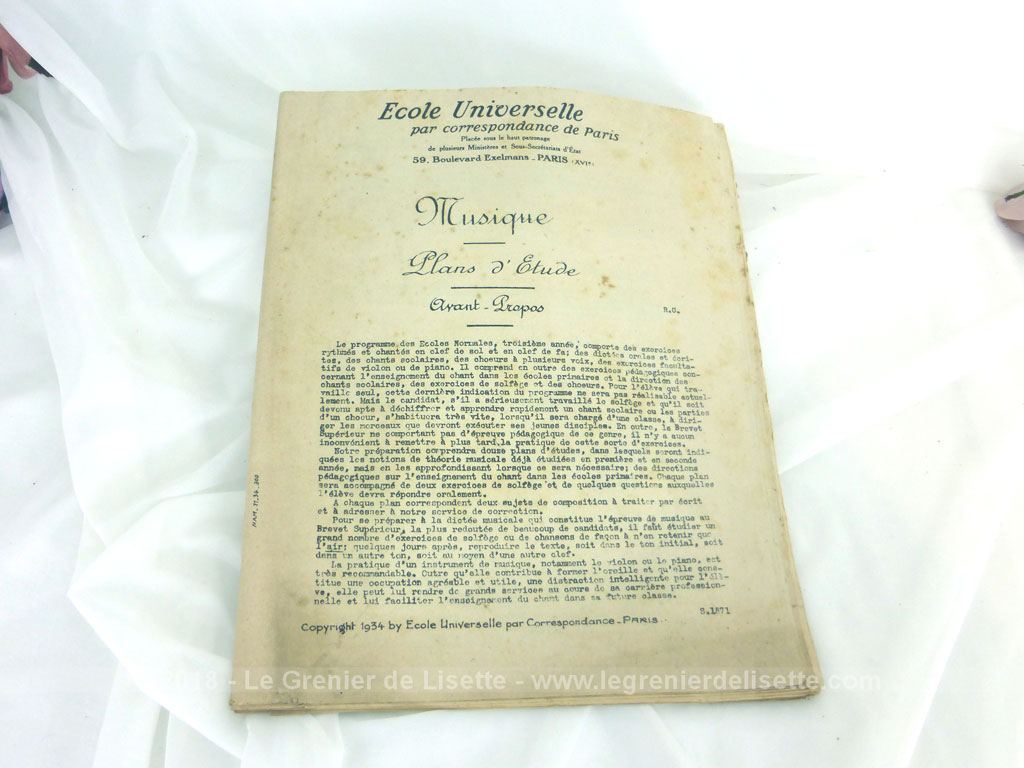 Ecole Universelle
par correspondance de Paris
Placée sous le haut patronage
de plusieurs Ministères et Sous-Secrétariats d'Etat
59, Boulevard Exelmans - PARIS (XVIe)
Musique
Plans d'Etude
Avant-Propos
R.U.
Le programme des Ecoles Normales, troisième année, comporte des exercices
rythmés et chantés en clef de sol et en clef de fa; des dictées orales et écri-
tes, des chants scolaires, des choeurs à plusieurs voix, des exercices faculta-
tifs de violon ou de piano. Il comprend en outre des exercices pédagogiques con-
cernant l'enseignement du chant dans les écoles primaires et la direction des
chants scolaires, des exercices de solfège et des choeurs. Pour l'élève qui tra-
vaille seul, cette dernière indication du programme ne sera pas réalisable actuel-
lement. Mais le candidat, s'il a sérieusement travaillé le solfège et qu'il soit
devenu apte à déchiffrer et apprendre rapidement un chant scolaire ou les parties
d'un choeur, s'habituera très vite, lorsqu'il sera chargé d'une classe, à diri-
ger les morceaux que devront exécuter ses jeunes disciples. En outre, le Brevet
Supérieur ne comportant pas d'épreuve pédagogique de ce genre, il n'y a aucun
inconvénient à remettre à plus tard la pratique de cette sorte d'exercices.
Notre préparation comprendra douze plans d'études, dans lesquels seront indi-
quées les notions de théorie musicale déjà étudiées en première et en seconde
année, mais en les approfondissant lorsque ce sera nécessaire; des directions
pédagogiques sur l'enseignement du chant dans les écoles primaires. Chaque plan
sera accompagné de deux exercices de solfège et de quelques questions auxquelles
l'élève devra répondre oralement.
A chaque plan correspondent deux sujets de composition à traiter par écrit
et à adresser à notre service de correction.
Pour se préparer à la dictée musicale qui constitue l'épreuve de musique au
Brevet Supérieur, la plus redoutée de beaucoup de candidats, il faut étudier un
grand nombre d'exercices de solfège ou de chansons de façon à n'en retenir que
l'air; quelques jours après, reproduire le texte, soit dans le ton initial, soit
dans un autre ton, soit au moyen d'une autre clef.
La pratique d'un instrument de musique, notamment le violon ou le piano, est
très recommandable. Outre qu'elle contribue à former l'oreille et qu'elle cons-
titue une occupation agréable et utile, une distraction intelligente pour l'élè-
ve, elle peut lui rendre de grands services au cours de sa carrière profession-
nelle et lui faciliter l'enseignement du chant dans sa future classe.
S.1871
Copyright 1934 by Ecole Universelle par Correspondance - PARIS
- Le Grenier de Lisette - www.legrenierdelisette.com